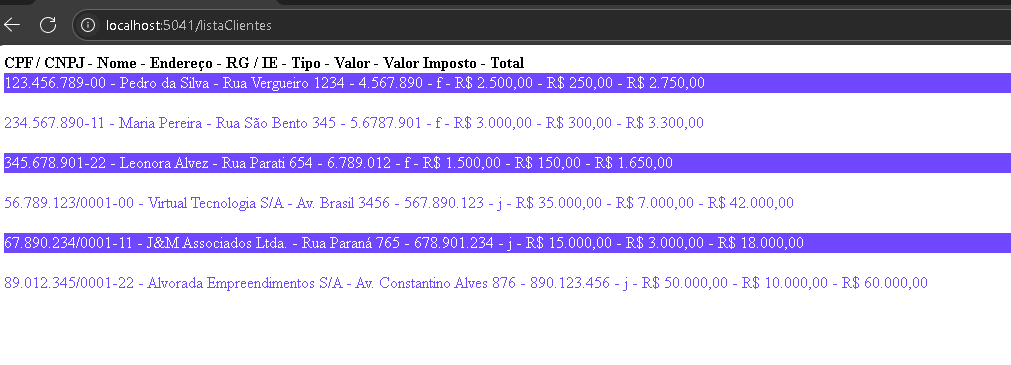 localhost:5041/listaClientes
CPF / CNPJ - Nome - Endereço - RG / IE - Tipo - Valor - Valor Imposto - Total
123.456.789-00 - Pedro da Silva - Rua Vergueiro 1234 - 4.567.890 - f - R$ 2.500,00 - R$ 250,00 - R$ 2.750,00
234.567.890-11 - Maria Pereira - Rua São Bento 345 - 5.6787.901 - f - R$ 3.000,00 - R$ 300,00 - R$ 3.300,00
345.678.901-22 - Leonora Alvez - Rua Parati 654 - 6.789.012 - f - R$ 1.500,00 - R$ 150,00 - R$ 1.650,00
56.789.123/0001-00 - Virtual Tecnologia S/A - Av. Brasil 3456 - 567.890.123 - j - R$ 35.000,00 - R$ 7.000,00 - R$ 42.000,00
67.890.234/0001-11 - J&M Associados Ltda. - Rua Paraná 765 - 678.901.234 - j - R$ 15.000,00 - R$ 3.000,00 - R$ 18.000,00
89.012.345/0001-22 - Alvorada Empreendimentos S/A - Av. Constantino Alves 876 - 890.123.456 - j - R$ 50.000,00 - R$ 10.000,00 - R$ 60.000,00